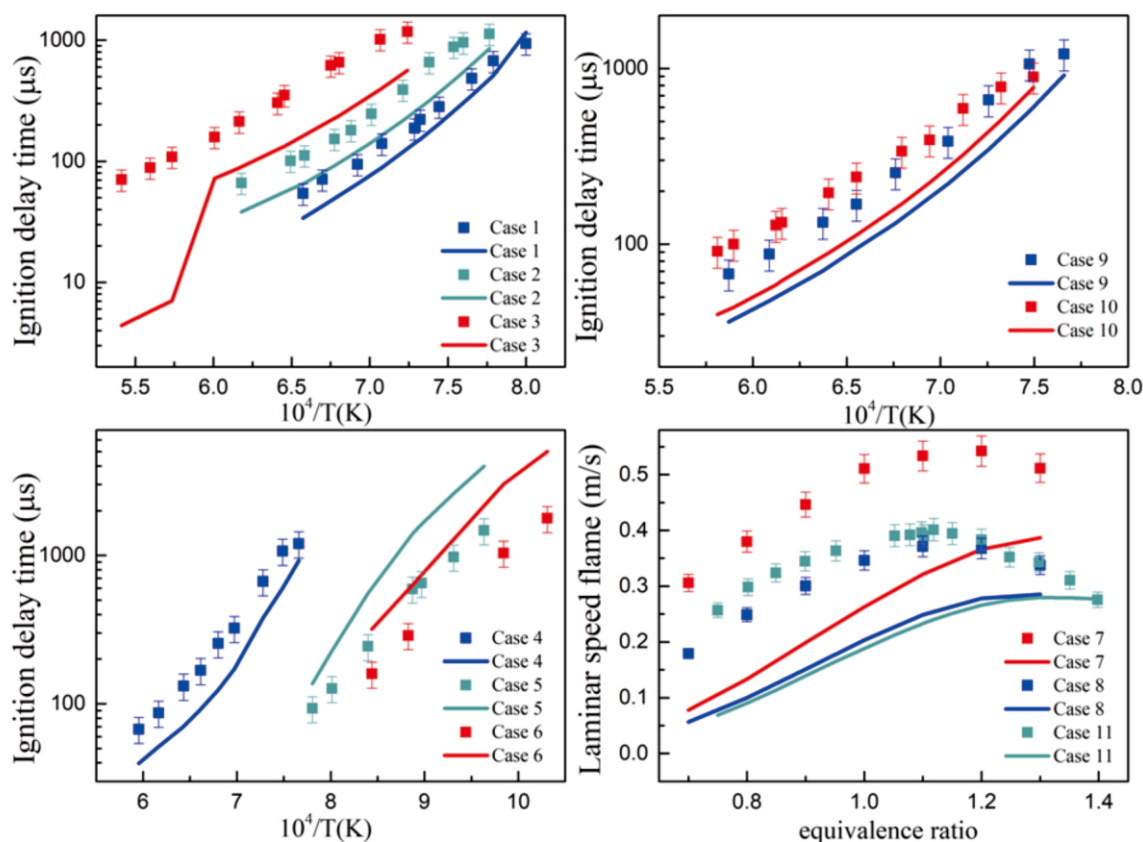 Ignition delay time (μs)
1000
100
10
5.5 6.0 6.5 7.0 7.5 8.0
10⁴/T(K)
Case 1
Case 1
Case 2
Case 2
Case 3
Case 3
Ignition delay time (μs)
1000
100
5.5 6.0 6.5 7.0 7.5 8.0
10⁴/T(K)
Case 9
Case 9
Case 10
Case 10
Ignition delay time (μs)
1000
100
6 7 8 9 10
10⁴/T(K)
Case 4
Case 4
Case 5
Case 5
Case 6
Case 6
Laminar speed flame (m/s)
0.5
0.4
0.3
0.2
0.1
0.0
0.8 1.0 1.2 1.4
equivalence ratio
Case 7
Case 7
Case 8
Case 8
Case 11
Case 11